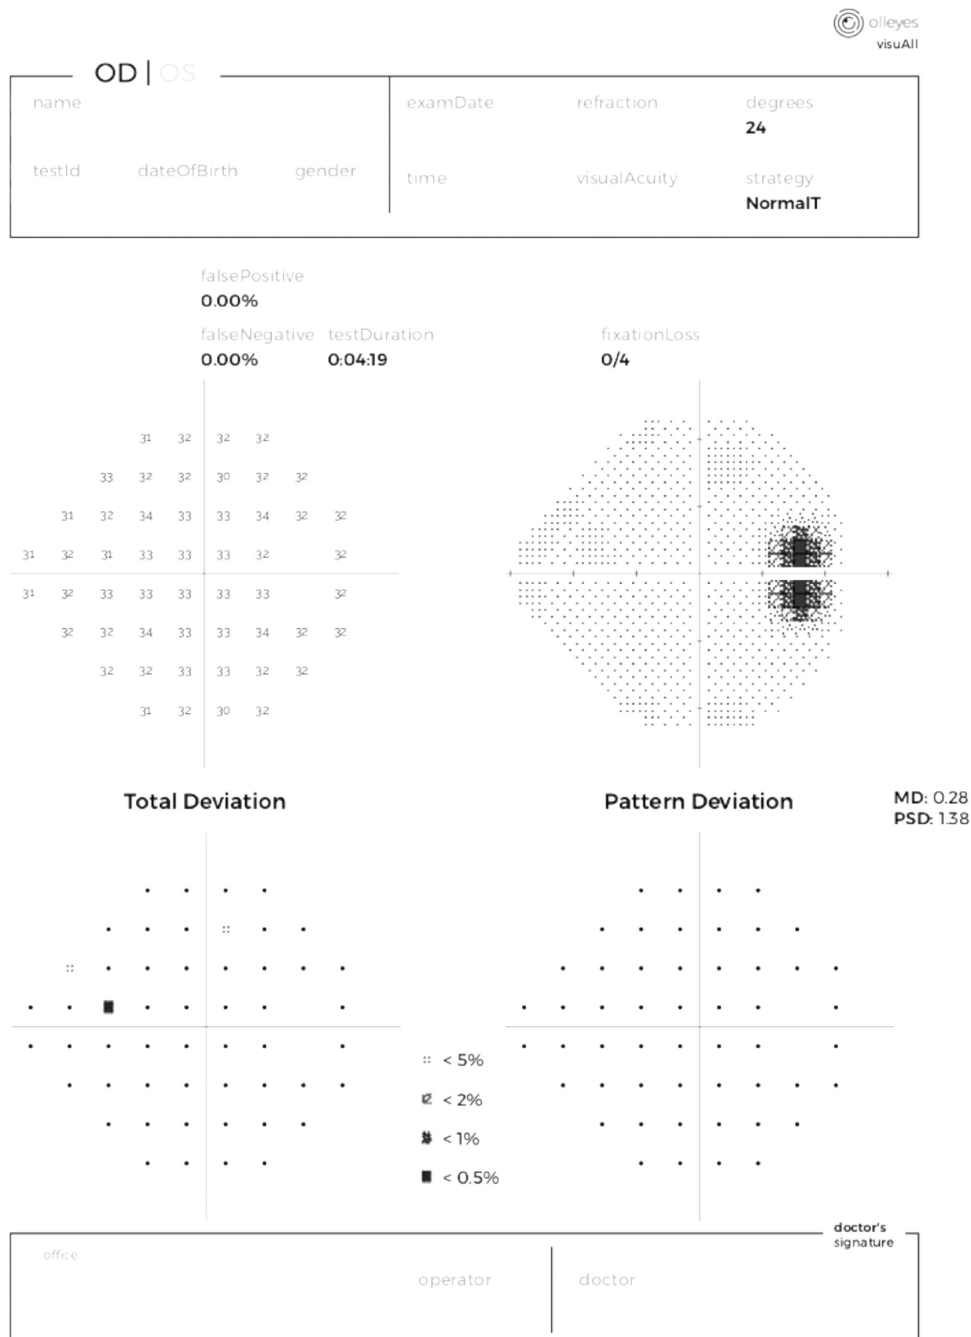 olleyes
visuAll
OD | OS
name
examDate refraction degrees
24
testId dateOfBirth gender
time visualAcuity strategy
NormalT
falsePositive
0.00%
falseNegative testDuration fixationLoss
0.00% 0:04:19 0/4
31 32 32 32
33 32 32 30 32 32
31 32 34 33 33 34 32 32
31 32 31 33 33 33 32 32
31 32 33 33 33 33 33 32
32 32 34 33 33 34 32 32
32 32 33 33 32 32
31 32 30 32
Total Deviation Pattern Deviation MD: 0.28
PSD: 1.38
< 5%
< 2%
< 1%
< 0.5%
doctor's
signature
office
operator doctor